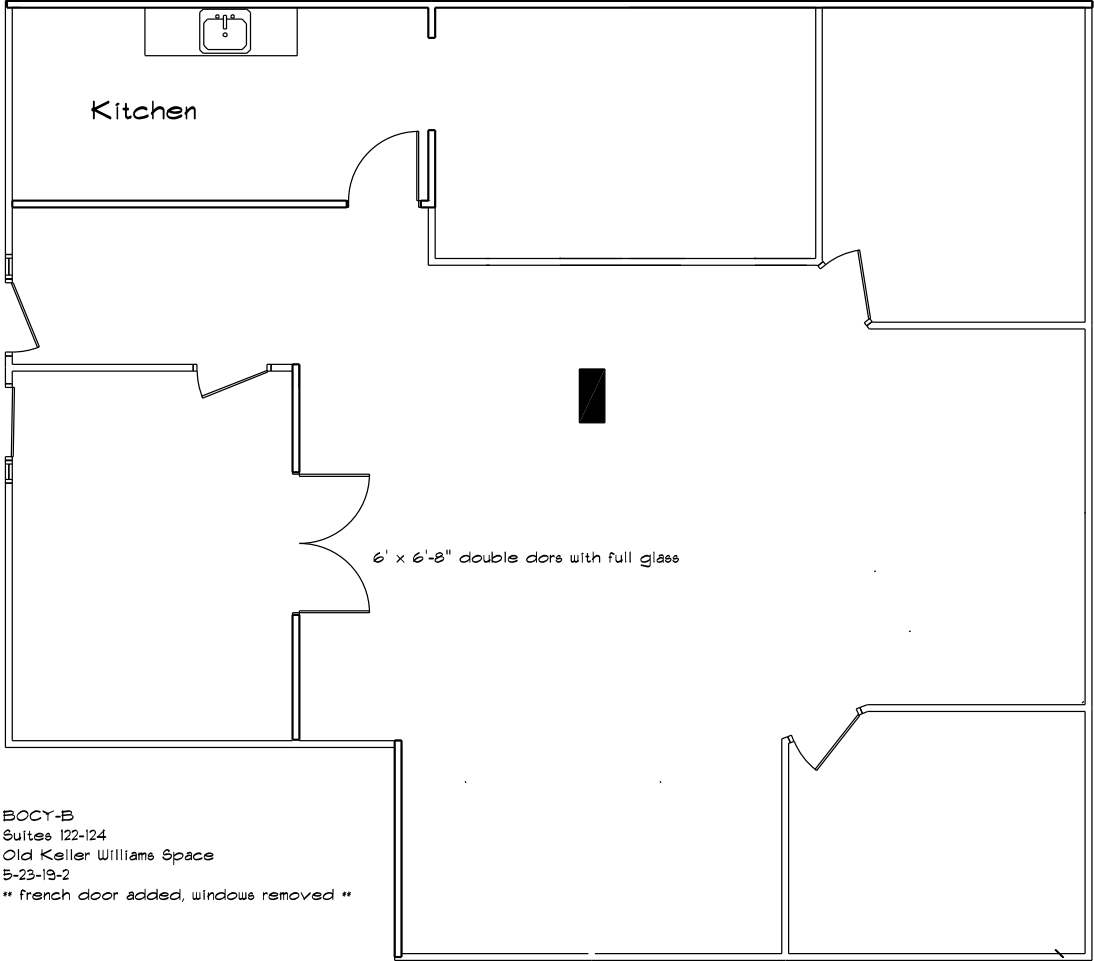 Kitchen
6' x 6'-8" double dors with full glass
BOCY-B
Suites 122-124
Old Keller Williams Space
5-23-19-2
** french door added, windows removed **